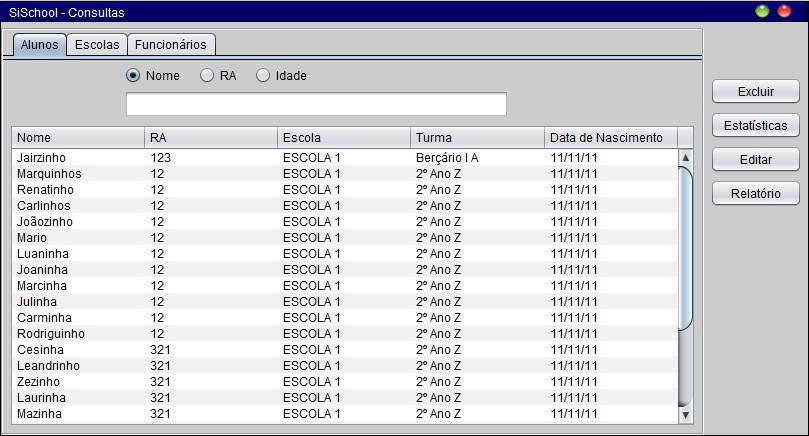 SiSchool - Consultas
Alunos Escolas Funcionários
Nome RA Idade
Excluir
Estatísticas
Editar
Relatório
Nome RA Escola Turma Data de Nascimento
Jairzinho 123 ESCOLA 1 Berçário I A 11/11/11
Marquinhos 12 ESCOLA 1 2º Ano Z 11/11/11
Renatinho 12 ESCOLA 1 2º Ano Z 11/11/11
Carlinhos 12 ESCOLA 1 2º Ano Z 11/11/11
Joãozinho 12 ESCOLA 1 2º Ano Z 11/11/11
Mario 12 ESCOLA 1 2º Ano Z 11/11/11
Luaninha 12 ESCOLA 1 2º Ano Z 11/11/11
Joaninha 12 ESCOLA 1 2º Ano Z 11/11/11
Marcinha 12 ESCOLA 1 2º Ano Z 11/11/11
Julinha 12 ESCOLA 1 2º Ano Z 11/11/11
Carminha 12 ESCOLA 1 2º Ano Z 11/11/11
Rodriguinho 12 ESCOLA 1 2º Ano Z 11/11/11
Cesinha 321 ESCOLA 1 2º Ano Z 11/11/11
Leandrinho 321 ESCOLA 1 2º Ano Z 11/11/11
Zezinho 321 ESCOLA 1 2º Ano Z 11/11/11
Laurinha 321 ESCOLA 1 2º Ano Z 11/11/11
Mazinha 321 ESCOLA 1 2º Ano Z 11/11/11